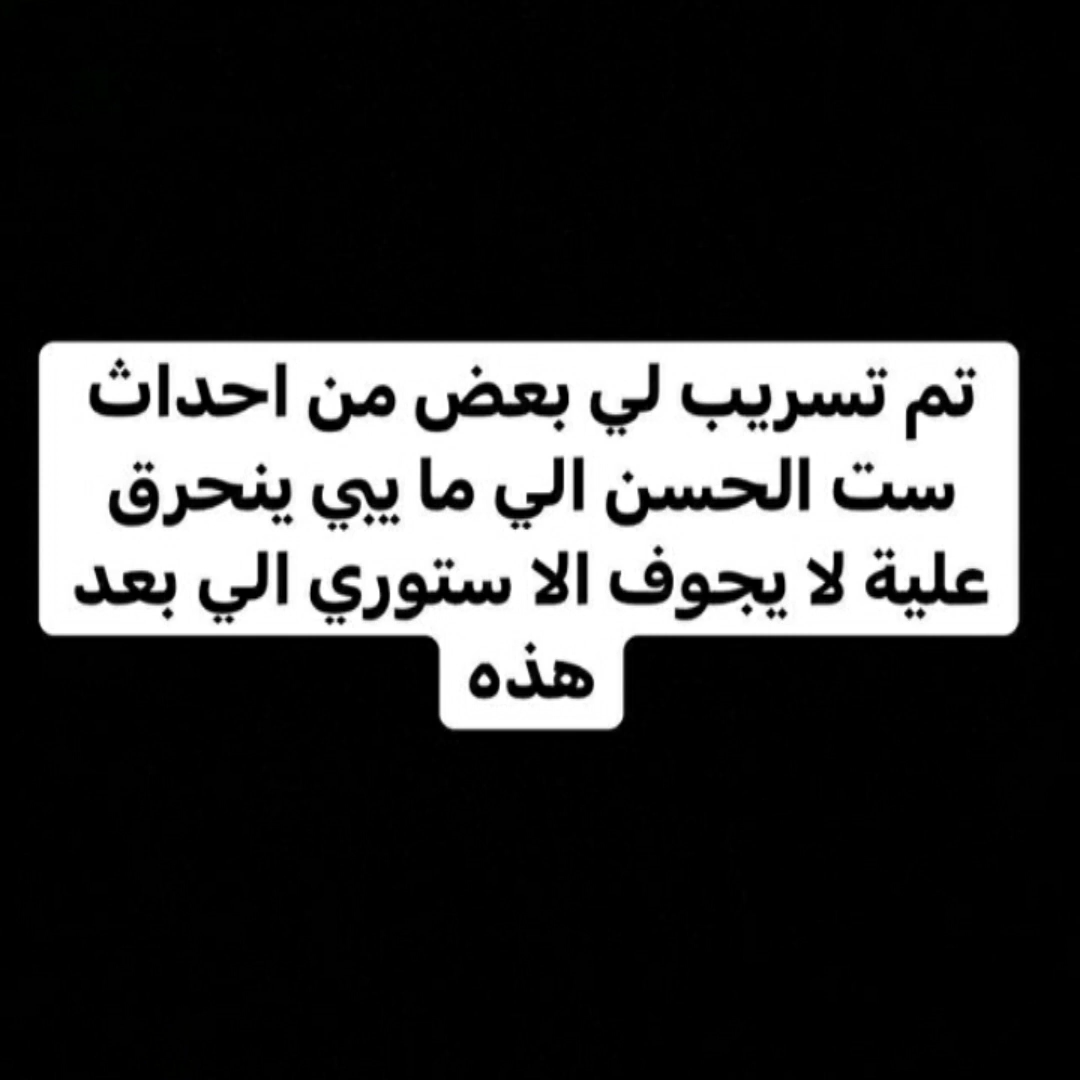 تم تسريب لي بعض من احداث
ست الحسن الي ما يبي ينحرق
علية لا يجوف الا ستوري الي بعد
هذه